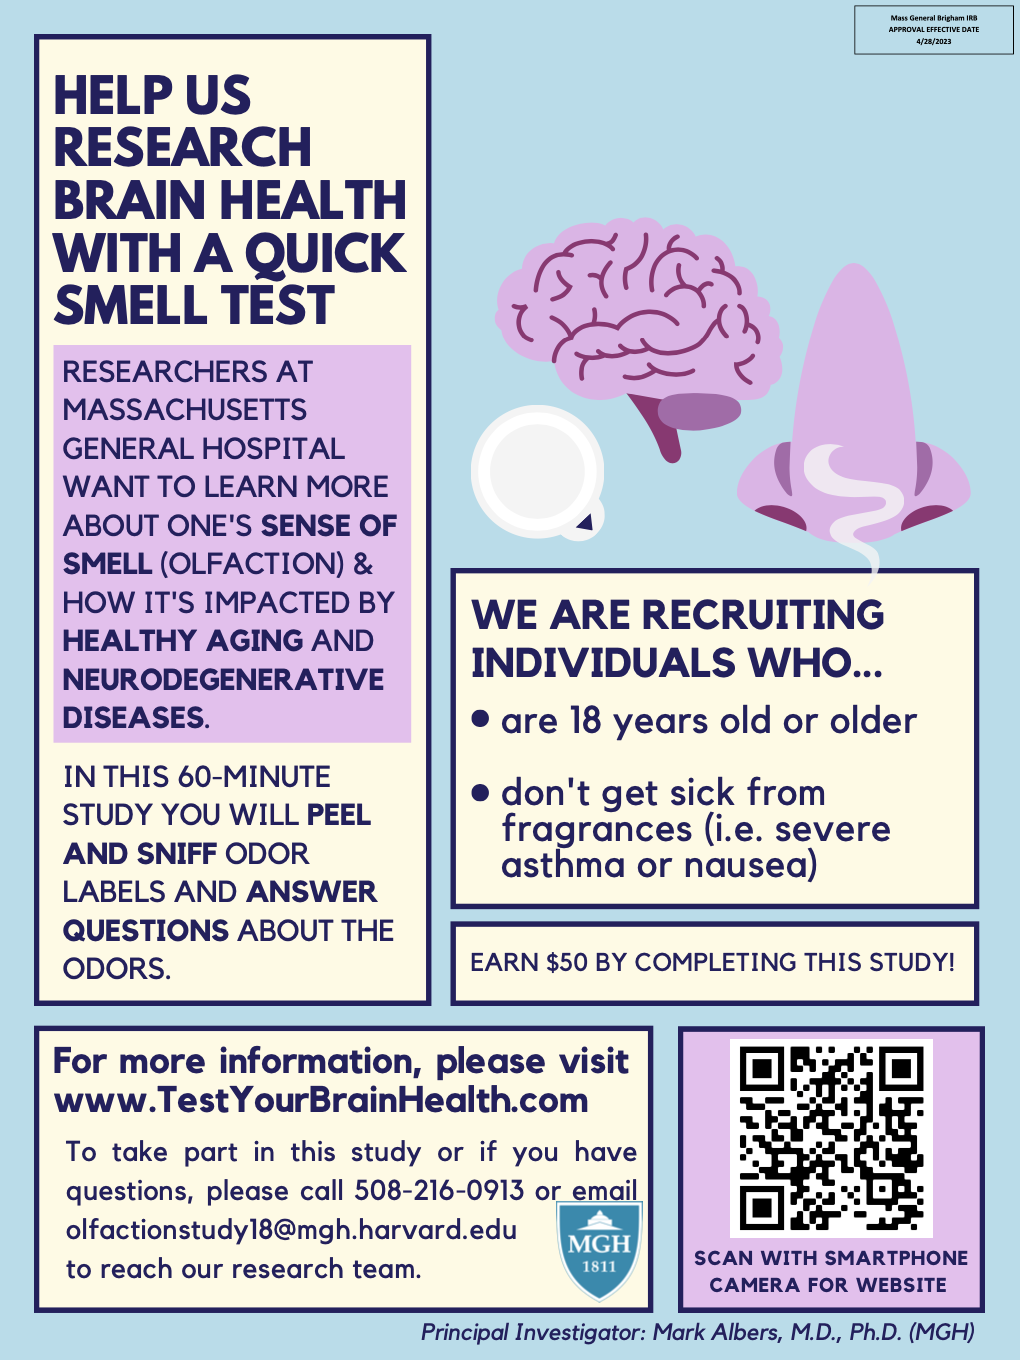 Mass General Brigham IRB
APPROVAL EFFECTIVE DATE
4/28/2023
HELP US
RESEARCH
BRAIN HEALTH
WITH A QUICK
SMELL TEST
RESEARCHERS AT
MASSACHUSETTS
GENERAL HOSPITAL
WANT TO LEARN MORE
ABOUT ONE'S SENSE OF
SMELL (OLFACTION) &
HOW IT'S IMPACTED BY
HEALTHY AGING AND
NEURODEGENERATIVE
DISEASES.
IN THIS 60-MINUTE
STUDY YOU WILL PEEL
AND SNIFF ODOR
LABELS AND ANSWER
QUESTIONS ABOUT THE
ODORS.
WE ARE RECRUITING
INDIVIDUALS WHO...
• are 18 years old or older
• don't get sick from
fragrances (i.e. severe
asthma or nausea)
EARN $50 BY COMPLETING THIS STUDY!
For more information, please visit
www.TestYourBrainHealth.com
To take part in this study or if you have
questions, please call 508-216-0913 or email
olfactionstudy18@mgh.harvard.edu
to reach our research team.
MGH
1811
SCAN WITH SMARTPHONE
CAMERA FOR WEBSITE
Principal Investigator: Mark Albers, M.D., Ph.D. (MGH)